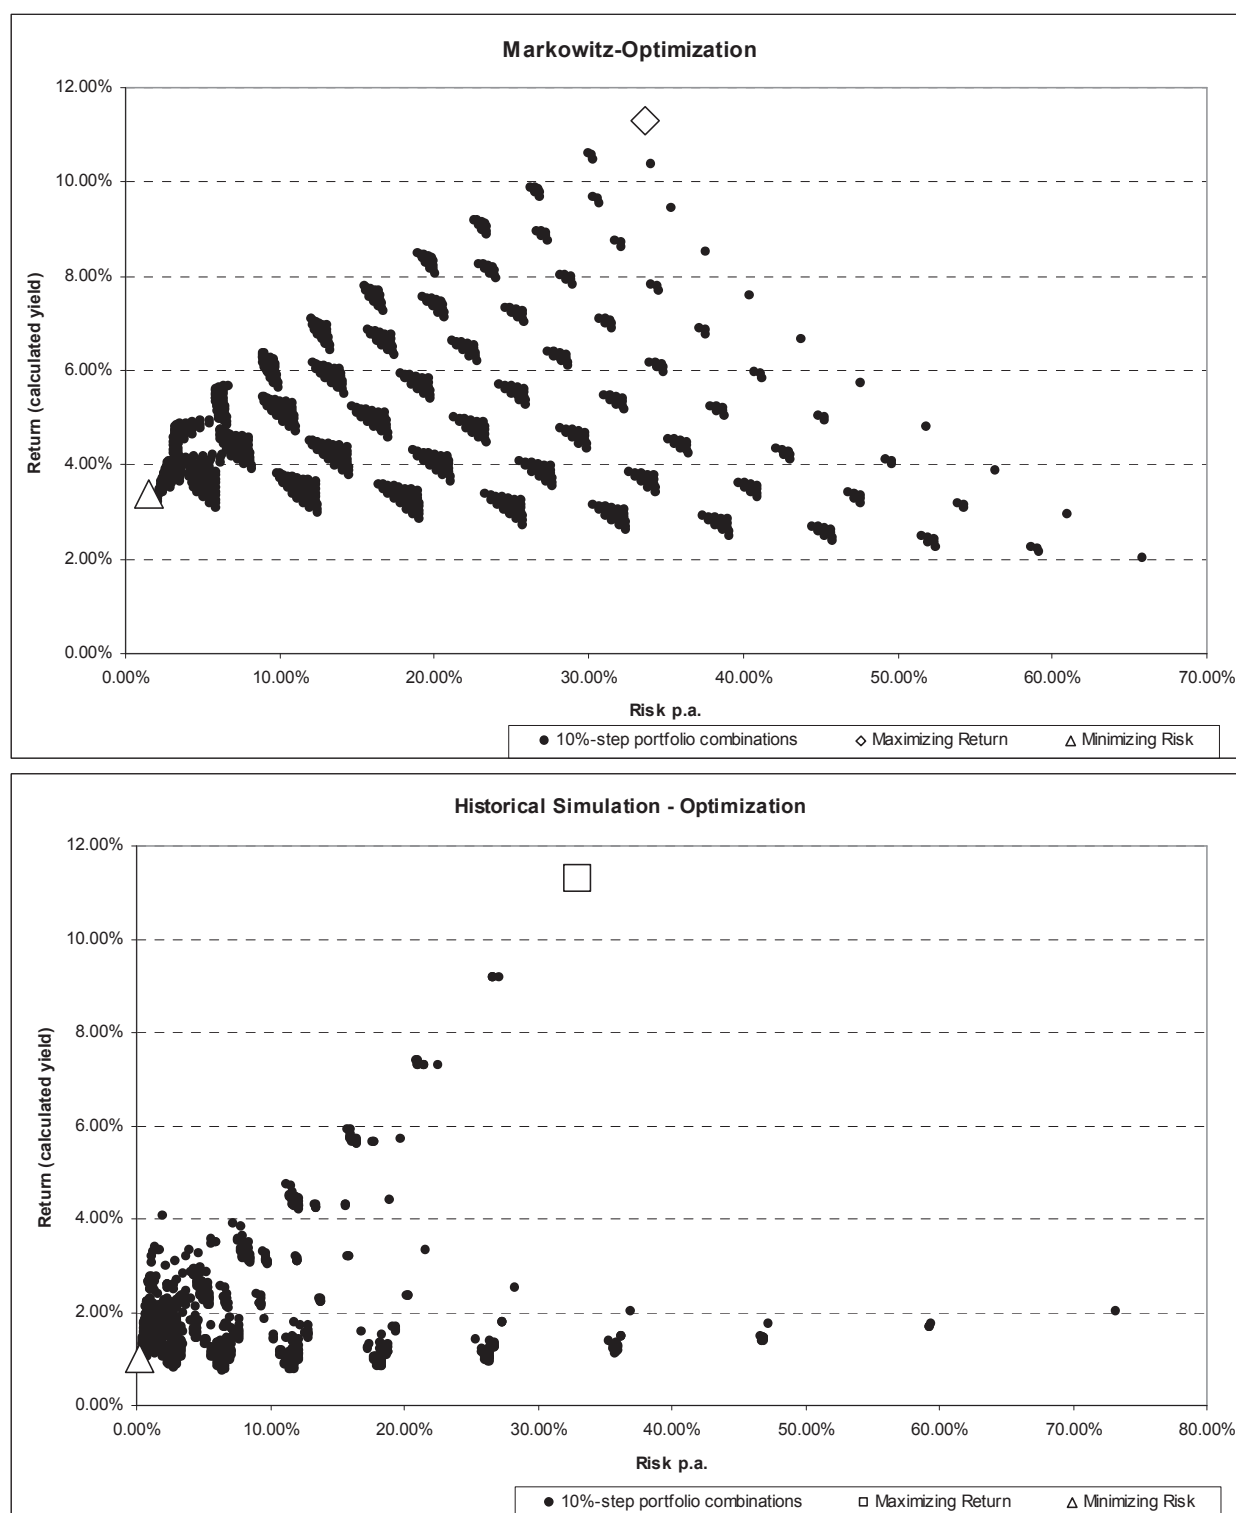 Markowitz-Optimization
12.00%
10.00%
8.00%
6.00%
4.00%
2.00%
0.00%
Return (calculated yield)
0.00% 10.00% 20.00% 30.00% 40.00% 50.00% 60.00% 70.00%
Risk p.a.
10%-step portfolio combinations Maximizing Return Minimizing Risk
Historical Simulation - Optimization
12.00%
10.00%
8.00%
6.00%
4.00%
2.00%
0.00%
Return (calculated yield)
0.00% 10.00% 20.00% 30.00% 40.00% 50.00% 60.00% 70.00% 80.00%
Risk p.a.
10%-step portfolio combinations Maximizing Return Minimizing Risk